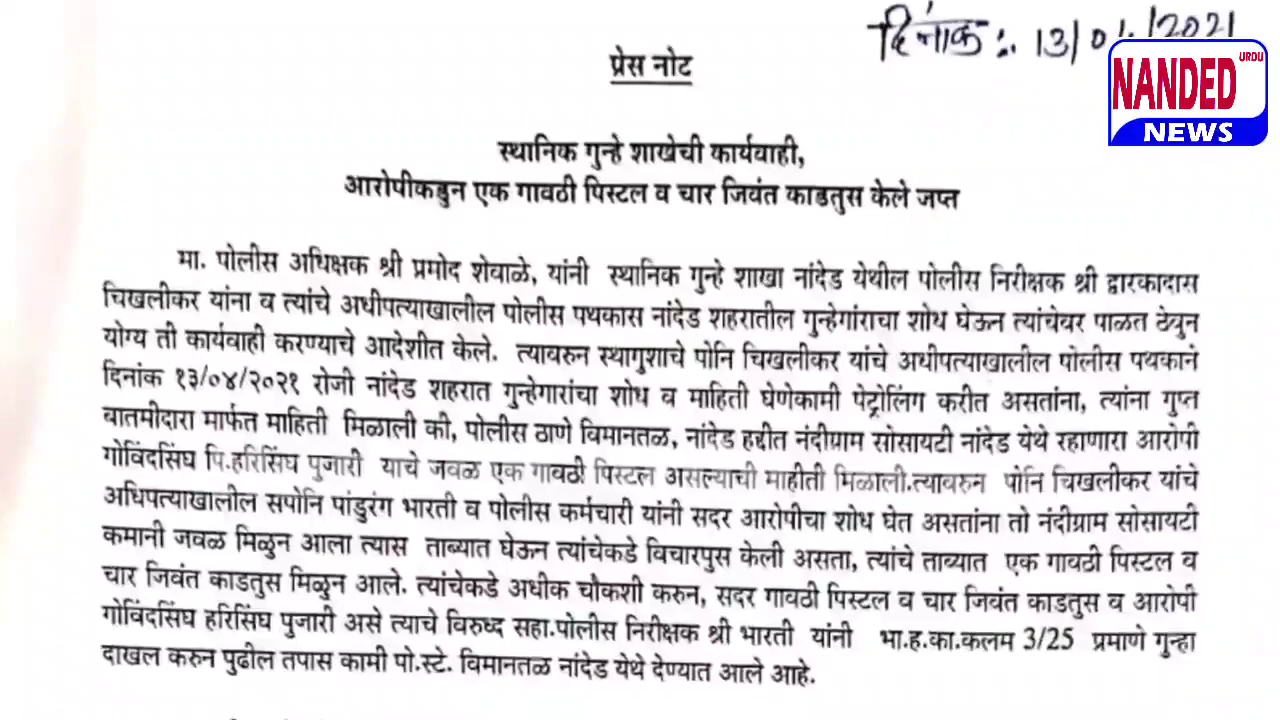 दिनांक :. 13/04/2021
NANDED URDU
NEWS
प्रेस नोट
स्थानिक गुन्हे शाखेची कार्यवाही,
आरोपीकडुन एक गावठी पिस्टल व चार जिवंत काडतुस केले जप्त
मा. पोलीस अधिक्षक श्री प्रमोद शेवाळे, यांनी स्थानिक गुन्हे शाखा नांदेड येथील पोलीस निरीक्षक श्री द्वारकादास
चिखलीकर यांना व त्यांचे अधीपत्याखालील पोलीस पथकास नांदेड शहरातील गुन्हेगांराचा शोध घेऊन त्यांचेवर पाळत ठेवुन
योग्य ती कार्यवाही करण्याचे आदेशीत केले. त्यावरुन स्थागुशाचे पोनि चिखलीकर यांचे अधीपत्याखालील पोलीस पथकानं
दिनांक १३/०४/२०२१ रोजी नांदेड शहरात गुन्हेगारांचा शोध व माहिती घेणेकामी पेट्रोलिंग करीत असतांना, त्यांना गुप्त
बातमीदारा मार्फत माहिती मिळाली की, पोलीस ठाणे विमानतळ, नांदेड हद्दीत नंदीग्राम सोसायटी नांदेड येथे रहाणारा आरोपी
गोविंदसिंघ पि.हरिसिंघ पुजारी याचे जवळ एक गावठी पिस्टल असल्याची माहीती मिळाली.त्यावरुन पोनि चिखलीकर यांचे
अधिपत्याखालील सपोनि पांडुरंग भारती व पोलीस कर्मचारी यांनी सदर आरोपीचा शोध घेत असतांना तो नंदीग्राम सोसायटी
कमानी जवळ मिळुन आला त्यास ताब्यात घेऊन त्यांचेकडे विचारपुस केली असता, त्यांचे ताब्यात एक गावठी पिस्टल व
चार जिवंत काडतुस मिळुन आले. त्यांचेकडे अधीक चौकशी करुन, सदर गावठी पिस्टल व चार जिवंत काडतुस व आरोपी
गोविंदसिंघ हरिसिंघ पुजारी असे त्याचे विरुध्द सहा.पोलीस निरीक्षक श्री भारती यांनी भा.ह.का.कलम 3/25 प्रमाणे गुन्हा
दाखल करुन पुढील तपास कामी पो.स्टे. विमानतळ नांदेड येथे देण्यात आले आहे.